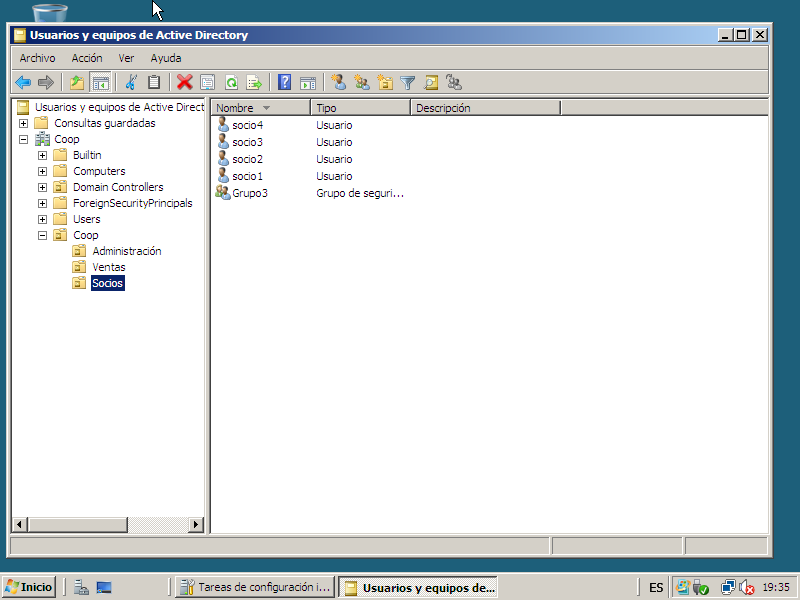 Usuarios y equipos de Active Directory
Archivo Acción Ver Ayuda
Usuarios y equipos de Active Direct
Consultas guardadas
Coop
Builtin
Computers
Domain Controllers
ForeignSecurityPrincipals
Users
Coop
Administración
Ventas
Socios
Nombre Tipo Descripción
socio4 Usuario
socio3 Usuario
socio2 Usuario
socio1 Usuario
Grupo3 Grupo de seguri...
Inicio Tareas de configuración i... Usuarios y equipos de... ES 19:35